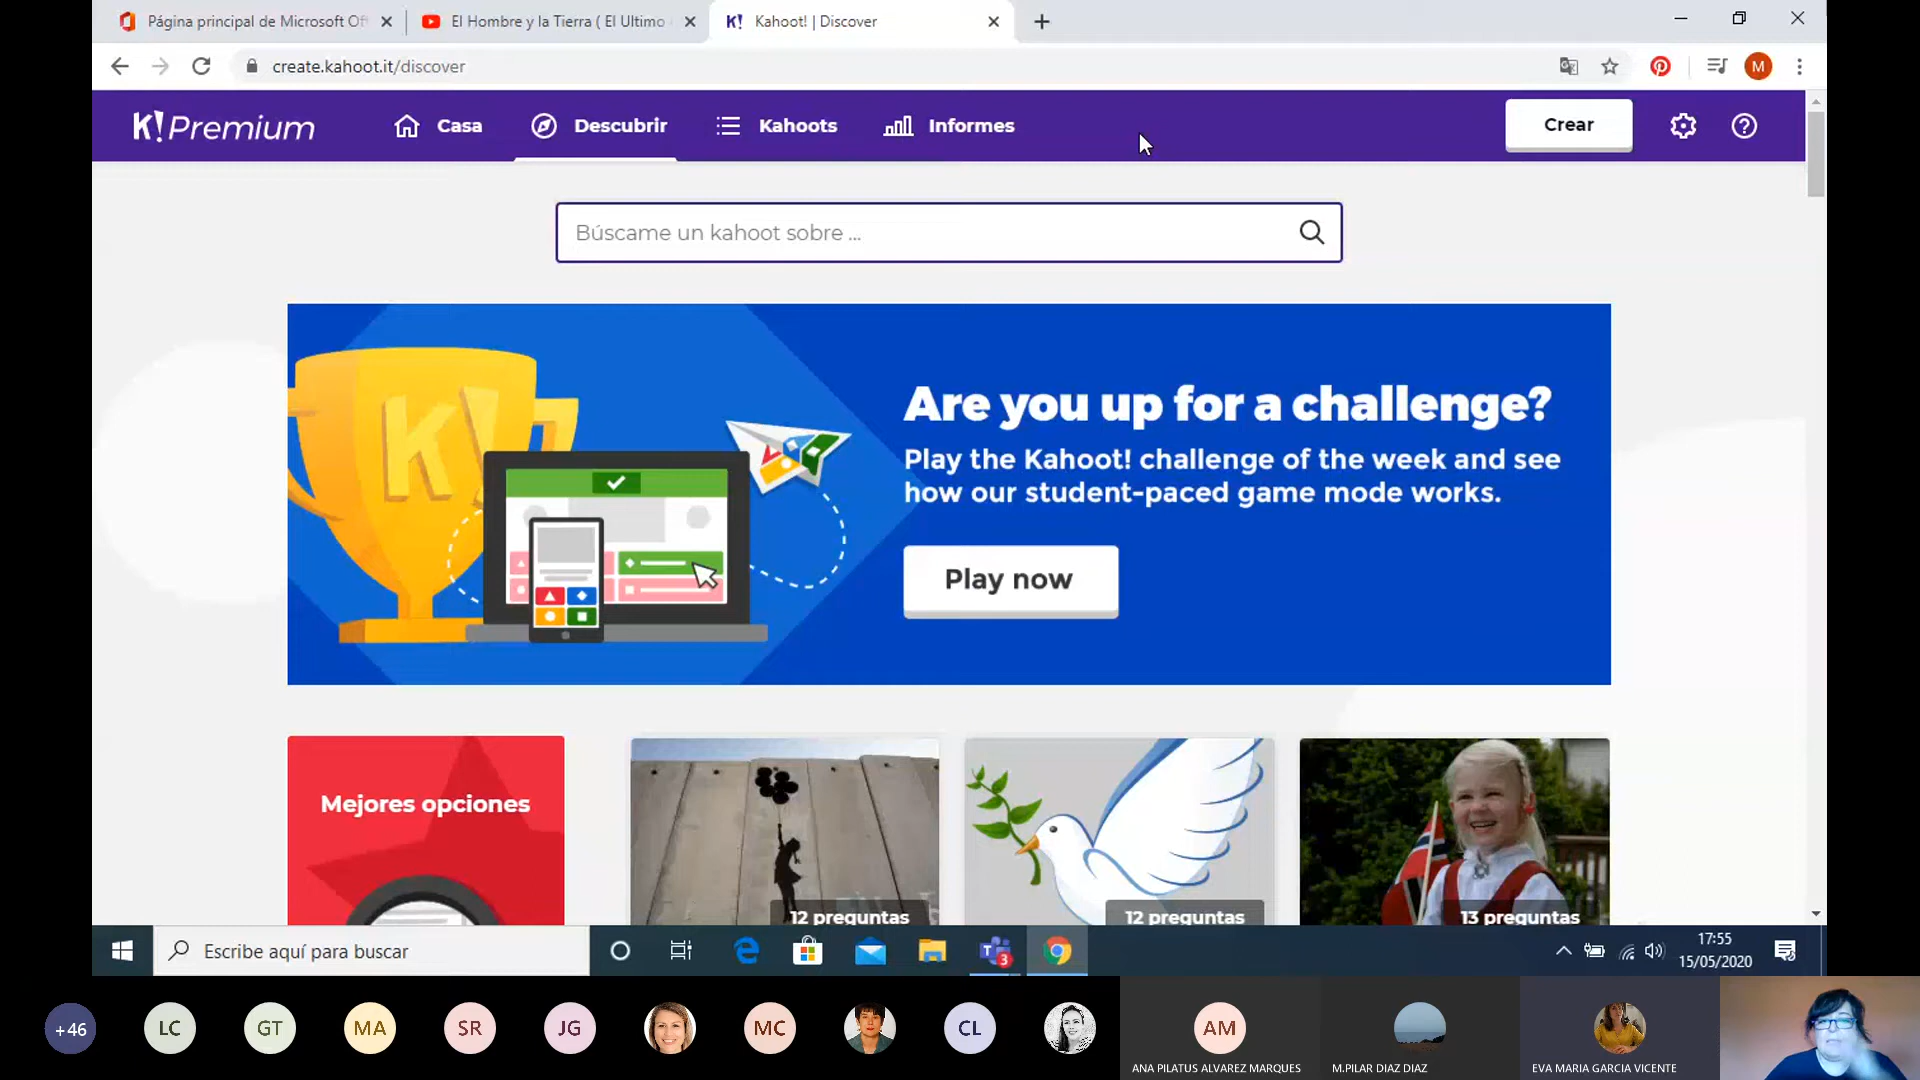 Página principal de Microsoft Of
El Hombre y la Tierra ( El Ultimo
K! Kahoot! | Discover
create.kahoot.it/discover
M
K! Premium
Casa
Descubrir
Kahoots
Informes
Crear
Búscame un kahoot sobre ...
K!
Are you up for a challenge?
Play the Kahoot! challenge of the week and see
how our student-paced game mode works.
Play now
Mejores opciones
12 preguntas
12 preguntas
13 preguntas
Escribe aquí para buscar
3
17:55
15/05/2020
+46
LC
GT
MA
SR
JG
MC
CL
AM
ANA PILATUS ALVAREZ MARQUES
M.PILAR DIAZ DIAZ
EVA MARIA GARCIA VICENTE